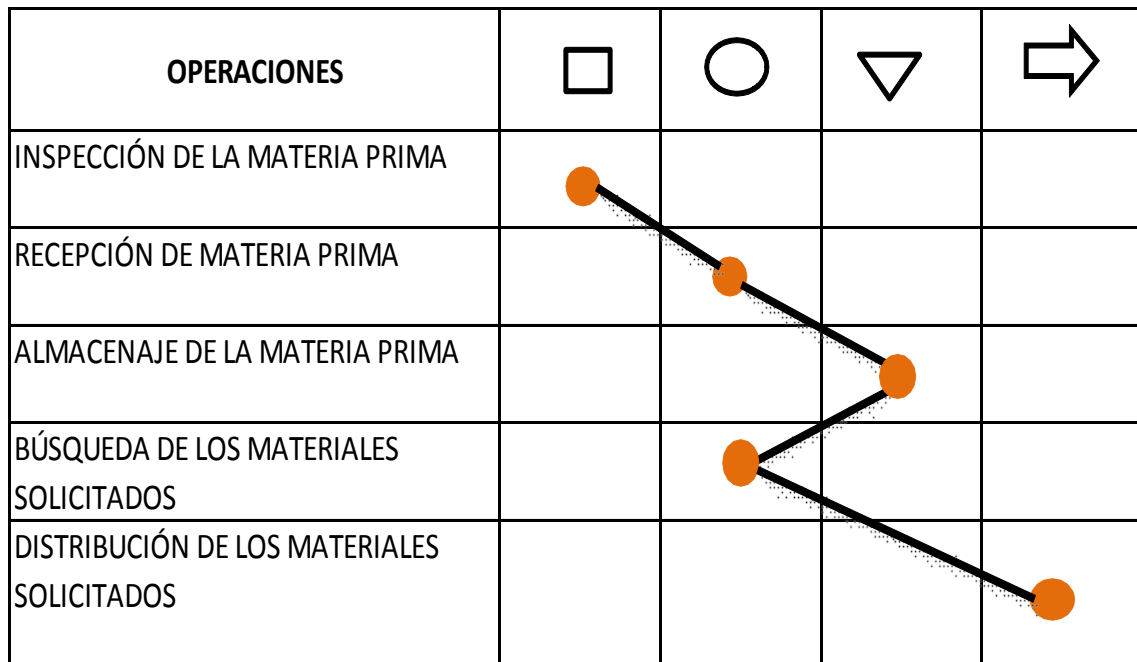 OPERACIONES
INSPECCIÓN DE LA MATERIA PRIMA
RECEPCIÓN DE MATERIA PRIMA
ALMACENAJE DE LA MATERIA PRIMA
BÚSQUEDA DE LOS MATERIALES
SOLICITADOS
DISTRIBUCIÓN DE LOS MATERIALES
SOLICITADOS